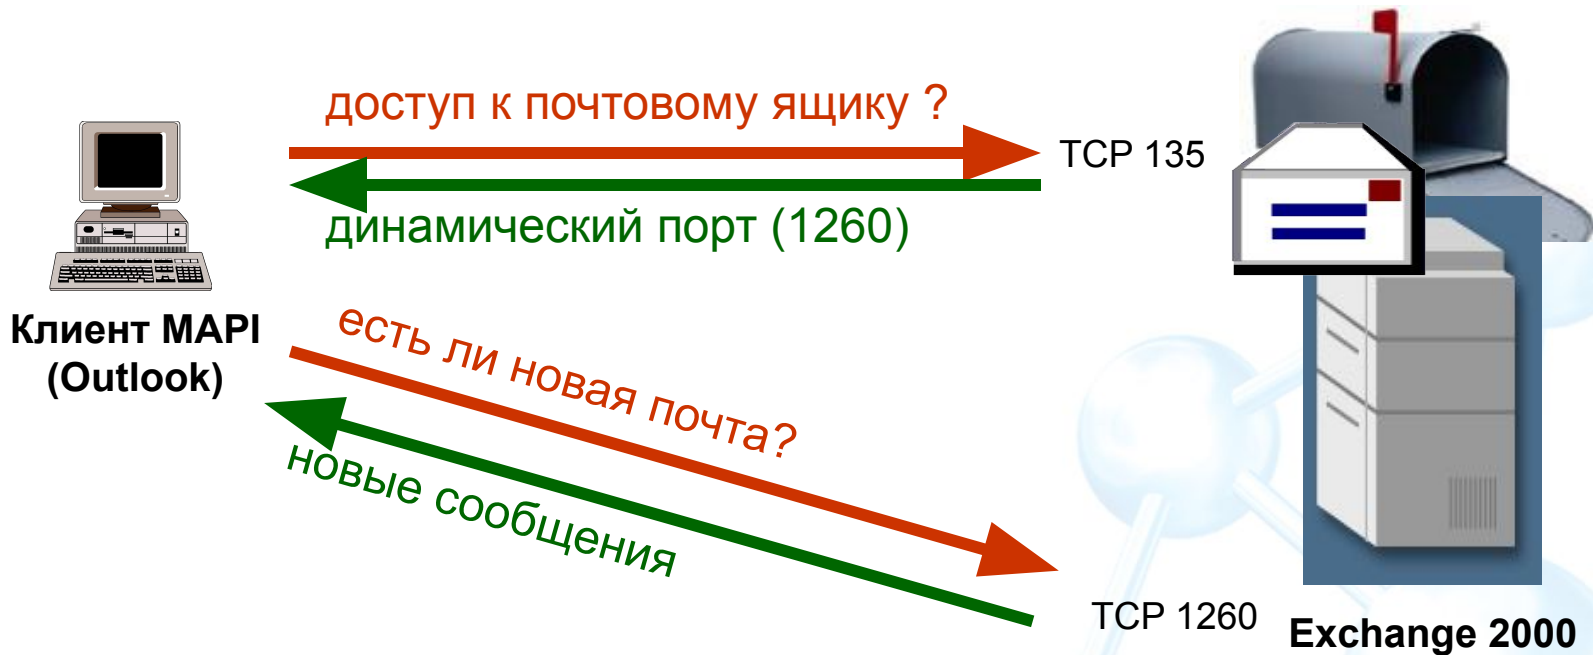 доступ к почтовому ящику ?
TCP 135
динамический порт (1260)
Клиент MAPI
(Outlook)
есть ли новая почта?
новые сообщения
TCP 1260
Exchange 2000